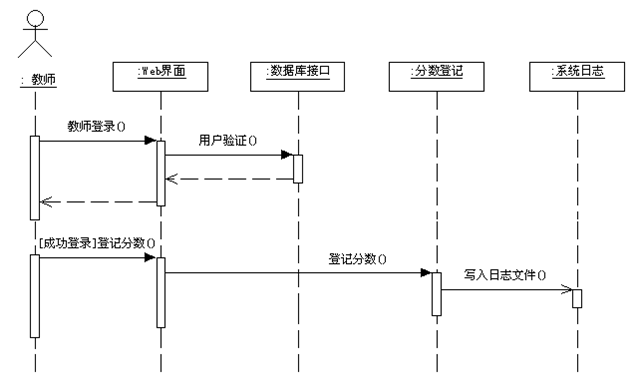 : 教师
:Web界面
:数据库接口
:分数登记
:系统日志
教师登录()
用户验证()
[成功登录]登记分数()
登记分数()
写入日志文件()